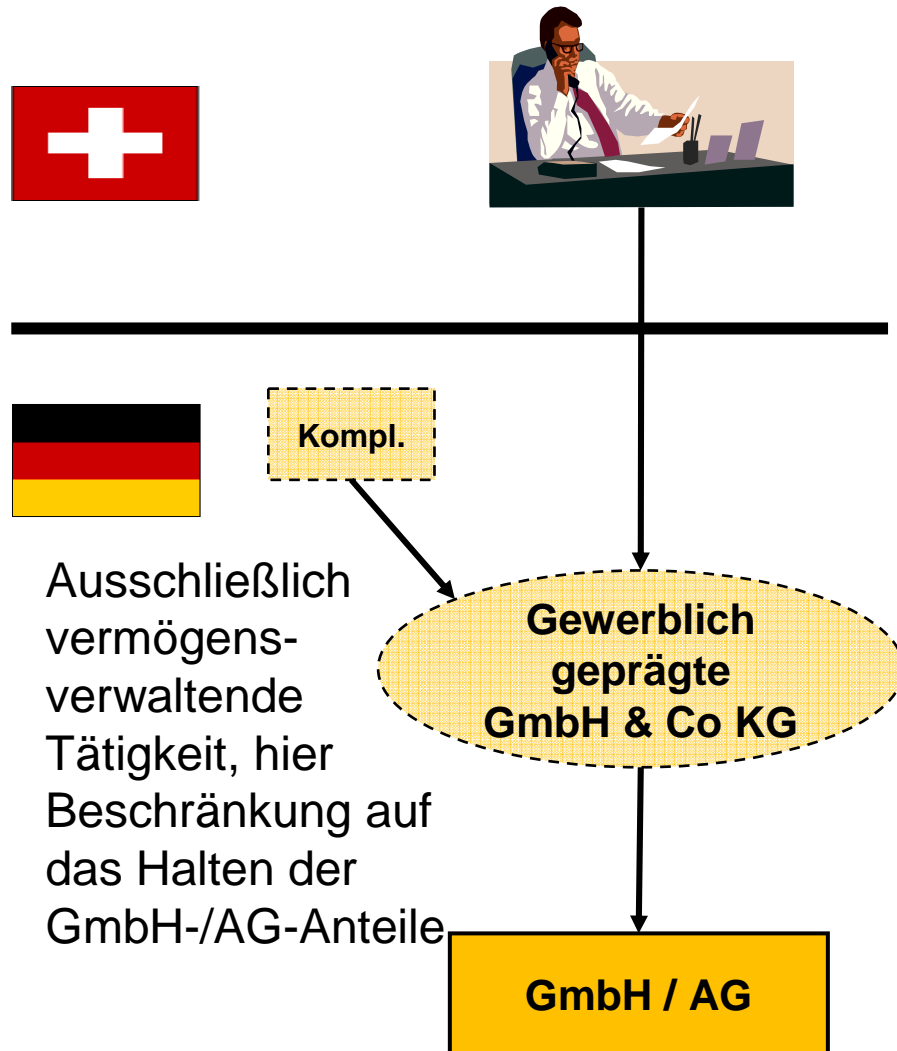 Kompl.
Ausschließlich
vermögens-
verwaltende
Tätigkeit, hier
Beschränkung auf
das Halten der
GmbH-/AG-Anteile
Gewerblich
geprägte
GmbH & Co KG
GmbH / AG